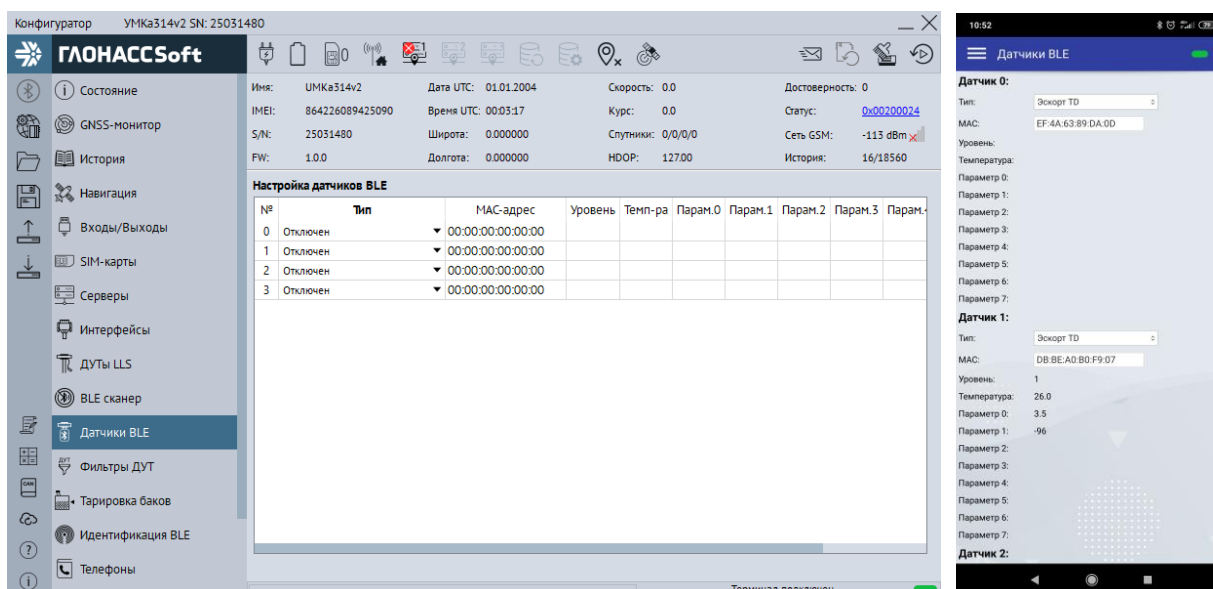 Конфигуратор УМКа314v2 SN: 25031480
ГЛОНАССSoft
Состояние
GNSS-монитор
История
Навигация
Входы/Выходы
SIM-карты
Серверы
Интерфейсы
ДУТы LLS
BLE сканер
Датчики BLE
Фильтры ДУТ
Тарировка баков
Идентификация BLE
Телефоны
Имя: UMKa314v2 Дата UTC: 01.01.2004 Скорость: 0.0 Достоверность: 0
IMEI: 864226089425090 Время UTC: 00:03:17 Курс: 0.0 Статус: 0x00200024
S/N: 25031480 Широта: 0.000000 Спутники: 0/0/0/0 Сеть GSM: -113 dBm
FW: 1.0.0 Долгота: 0.000000 HDOP: 127.00 История: 16/18560
Настройка датчиков BLE
№ Тип MAC-адрес Уровень Темп-ра Парам.0 Парам.1 Парам.2 Парам.3 Парам.
0 Отключен 00:00:00:00:00:00
1 Отключен 00:00:00:00:00:00
2 Отключен 00:00:00:00:00:00
3 Отключен 00:00:00:00:00:00
Терминал подключен
10:52
Датчики BLE
Датчик 0:
Тип: Эскорт TD
MAC: EF:4A:63:89:DA:0D
Уровень:
Температура:
Параметр 0:
Параметр 1:
Параметр 2:
Параметр 3:
Параметр 4:
Параметр 5:
Параметр 6:
Параметр 7:
Датчик 1:
Тип: Эскорт TD
MAC: DB:BE:A0:B0:F9:07
Уровень: 1
Температура: 26.0
Параметр 0: 3.5
Параметр 1: -96
Параметр 2:
Параметр 3:
Параметр 4:
Параметр 5:
Параметр 6:
Параметр 7:
Датчик 2: